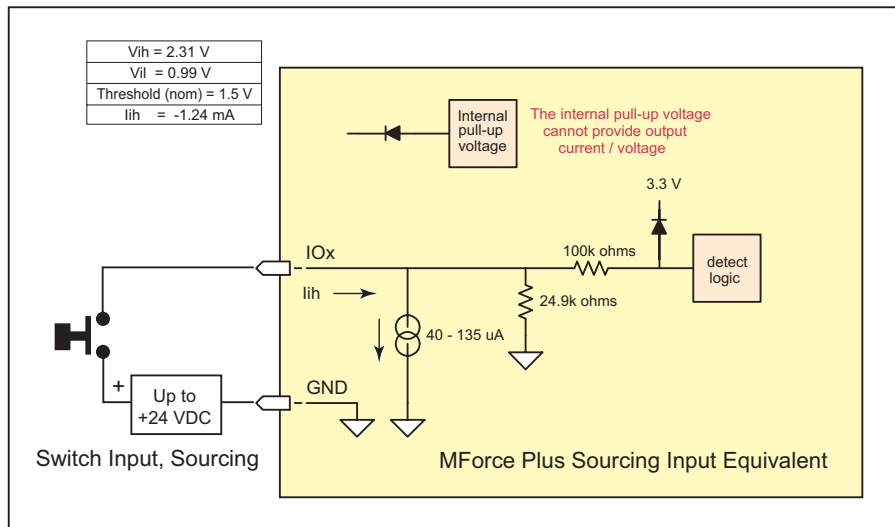 Vih = 2.31 V
Vil = 0.99 V
Threshold (nom) = 1.5 V
Iih = -1.24 mA
Internal
pull-up
voltage
The internal pull-up voltage
cannot provide output
current / voltage
3.3 V
IOx
100k ohms
detect
logic
Iih
24.9k ohms
40 - 135 uA
GND
+
Up to
+24 VDC
Switch Input, Sourcing
MForce Plus Sourcing Input Equivalent